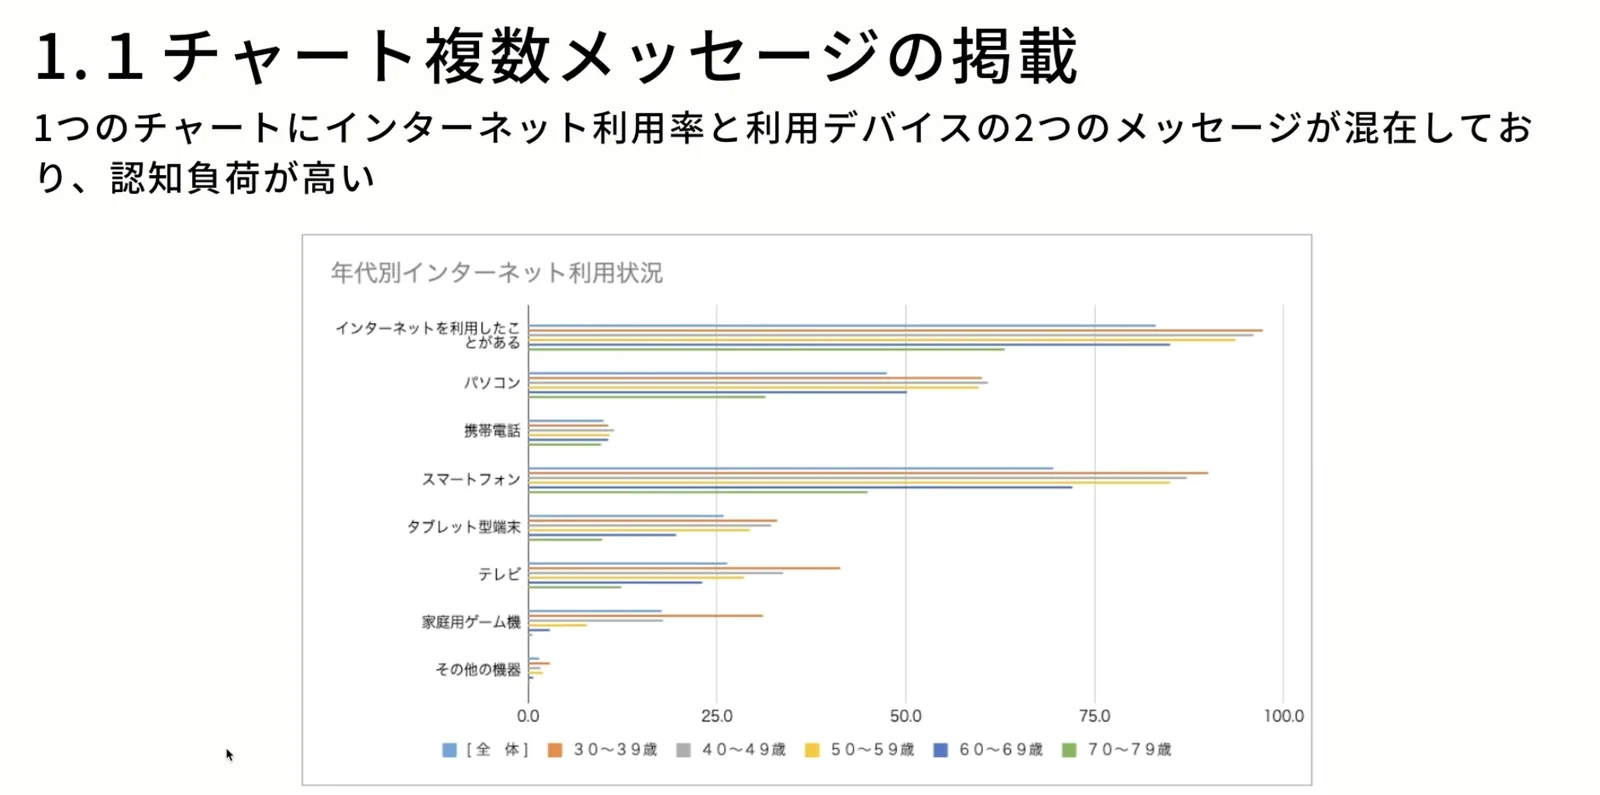 1.１チャート複数メッセージの掲載
1つのチャートにインターネット利用率と利用デバイスの2つのメッセージが混在してお
り、認知負荷が高い
年代別インターネット利用状況
インターネットを利用したこ
とがある
パソコン
携帯電話
スマートフォン
タブレット型端末
テレビ
家庭用ゲーム機
その他の機器
0.0 25.0 50.0 75.0 100.0
[全　体] ３０〜３９歳 ４０〜４９歳 ５０〜５９歳 ６０〜６９歳 ７０〜７９歳